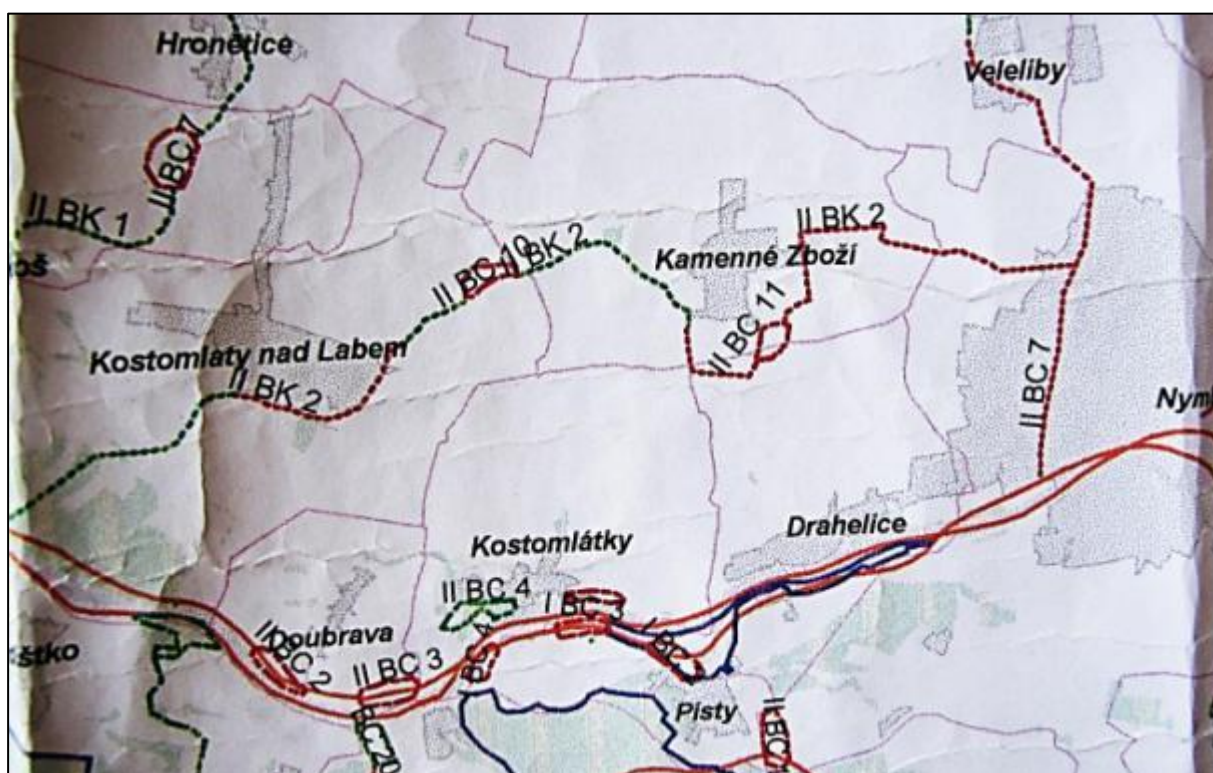 Hronětice
Veleliby
II BC 7
II BK 1
II BK 2
Kamenné Zboží
II BC 10
II BK 2
II BC 11
Kostomlaty nad Labem
II BK 2
II BC 7
Drahelice
Kostomlátky
II BC 4
I BC 3
Doubrava
II BC 2
II BC 3
Písty